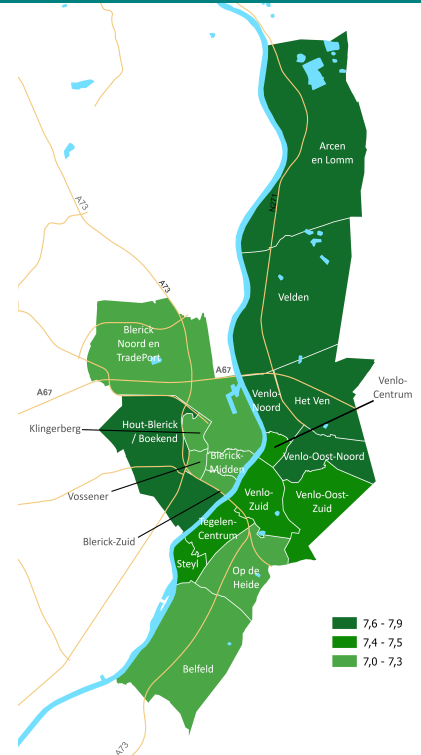 Arcen
en Lomm
N271
A73
Velden
A73
Blerick
Noord en
TradePort
A67
A67
Venlo-
Centrum
Venlo-
Noord
Het Ven
Klingerberg
Hout-Blerick
/ Boekend
Venlo-Oost-Noord
Blerick-
Midden
Vossener
Venlo-
Zuid
Venlo-Oost-
Zuid
Blerick-Zuid
Tegelen-
Centrum
Steyl
Op de
Heide
Belfeld
A73
7,6 - 7,9
7,4 - 7,5
7,0 - 7,3